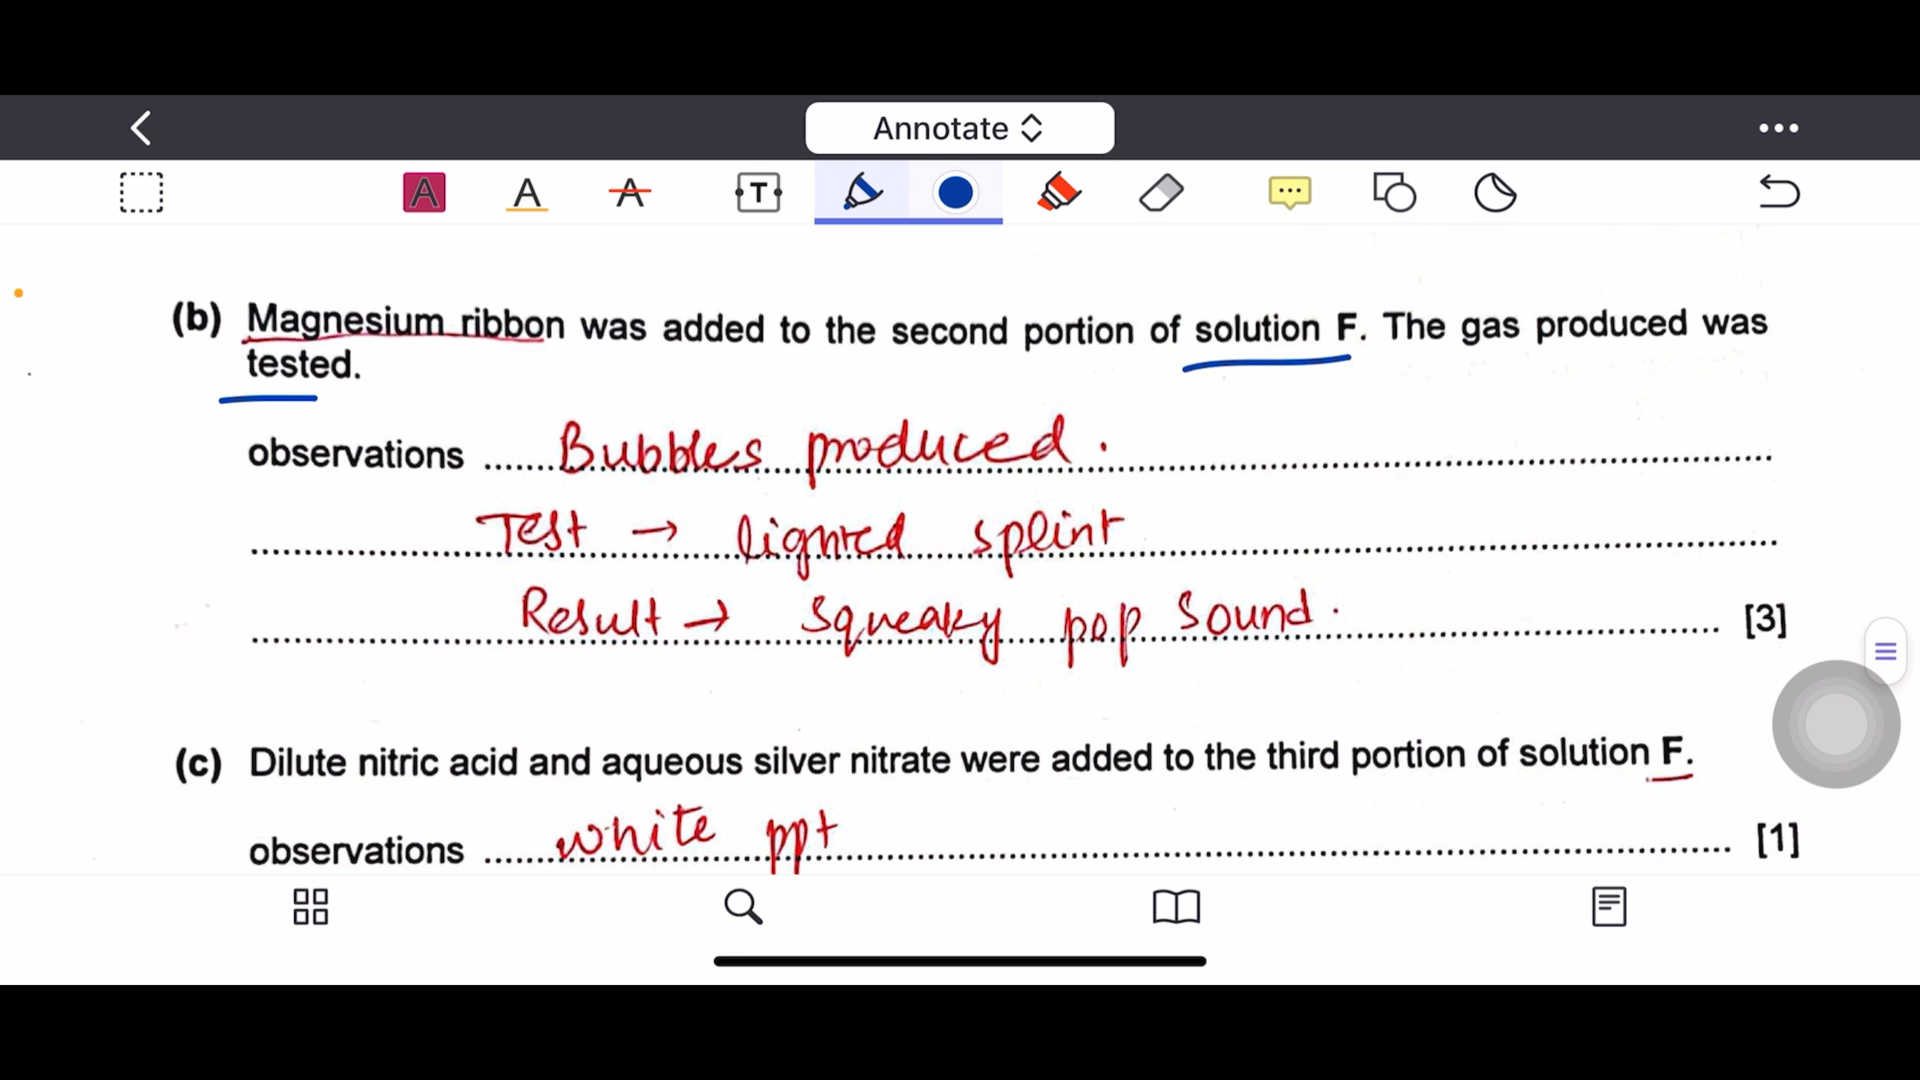 Annotate
A A A T
(b) Magnesium ribbon was added to the second portion of solution F. The gas produced was
tested.
observations Bubbles produced.
Test → lighted splint
Result → Squeaky pop sound. [3]
(c) Dilute nitric acid and aqueous silver nitrate were added to the third portion of solution F.
observations white ppt [1]